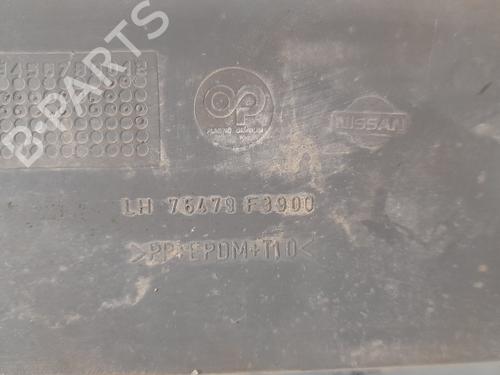 B-PARTS
OP
NISSAN
LH 76479 F3900
>PP+EPDM+T10<